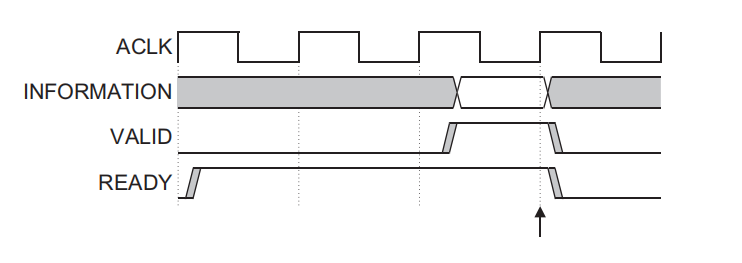 ACLK
INFORMATION
VALID
READY